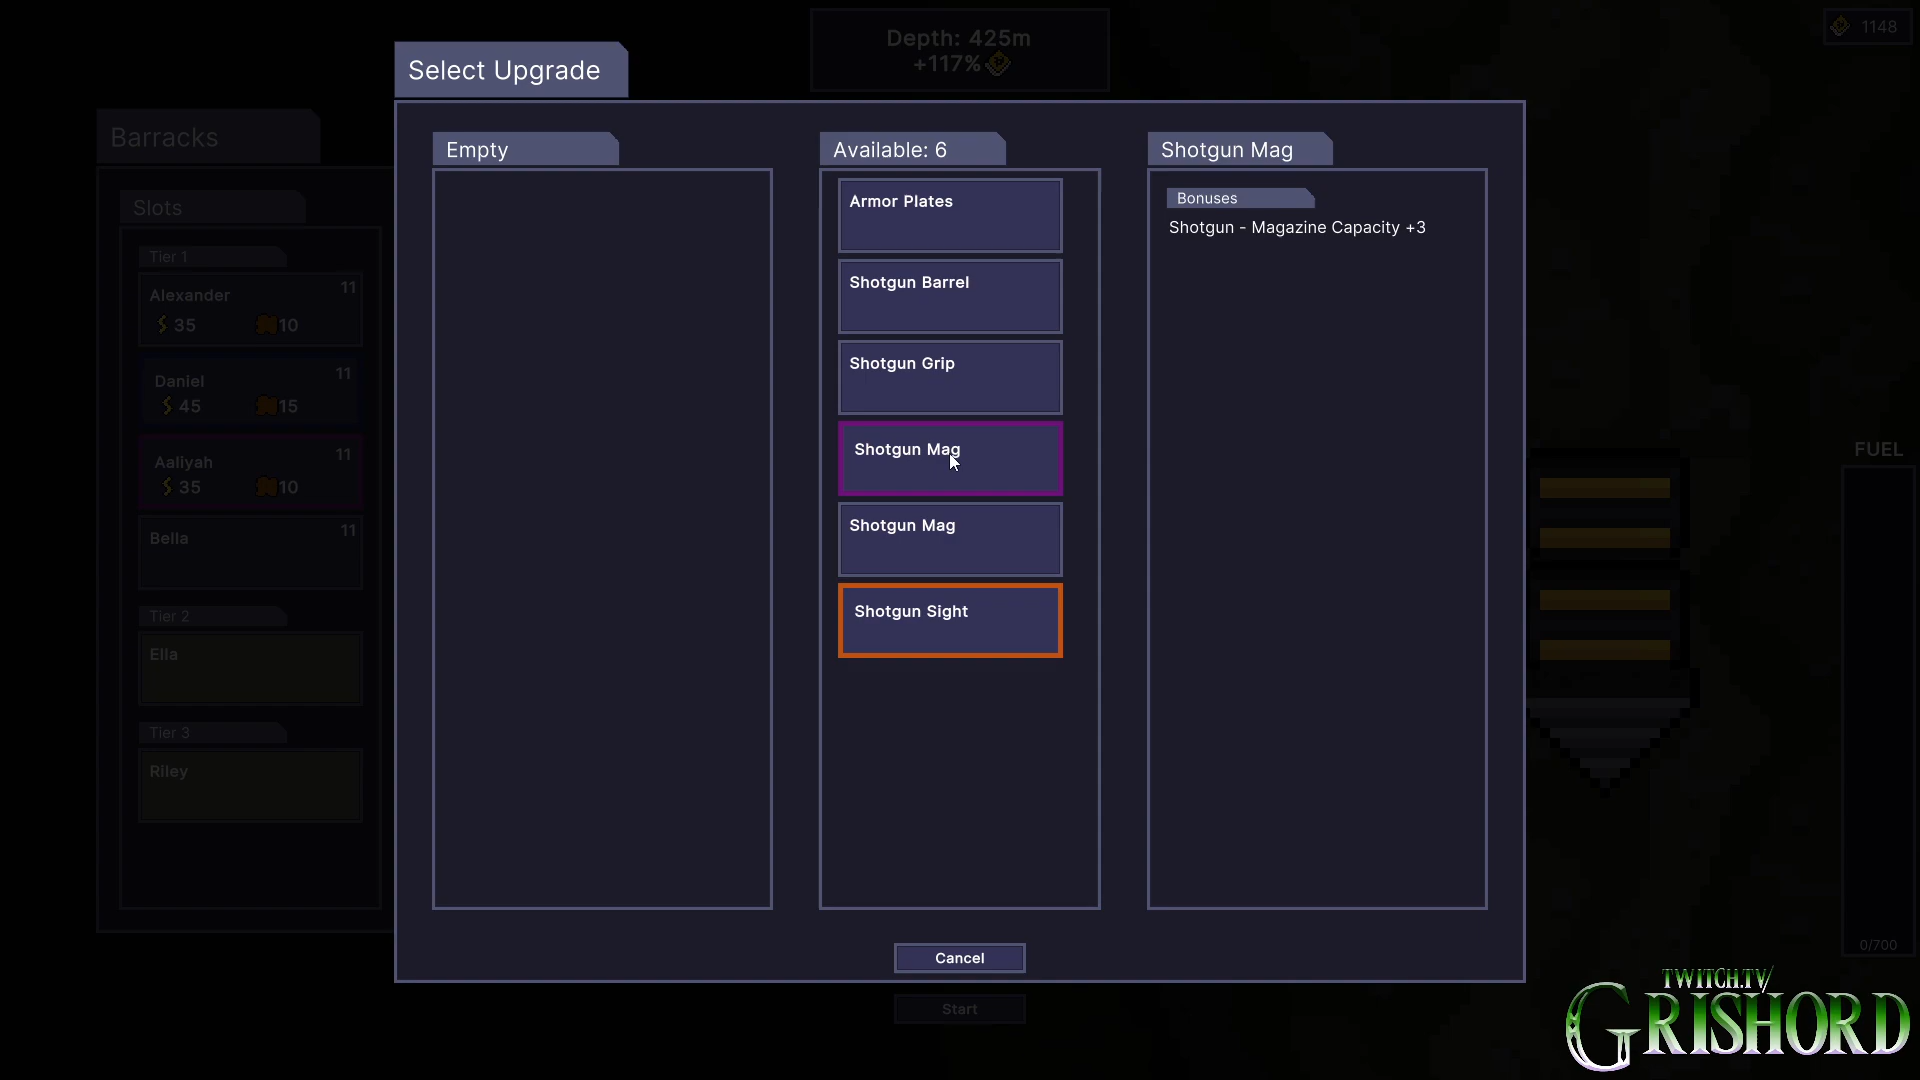 Depth: 425m
+117%
1148
Select Upgrade
Barracks
Slots
Tier 1
Alexander 11
35 10
Daniel 11
45 15
Aaliyah 11
35 10
Bella 11
Tier 2
Ella
Tier 3
Riley
Empty
Available: 6
Armor Plates
Shotgun Barrel
Shotgun Grip
Shotgun Mag
Shotgun Mag
Shotgun Sight
Shotgun Mag
Bonuses
Shotgun - Magazine Capacity +3
Cancel
Start
FUEL
0/700
TWITCH.TV/
GRISHORD